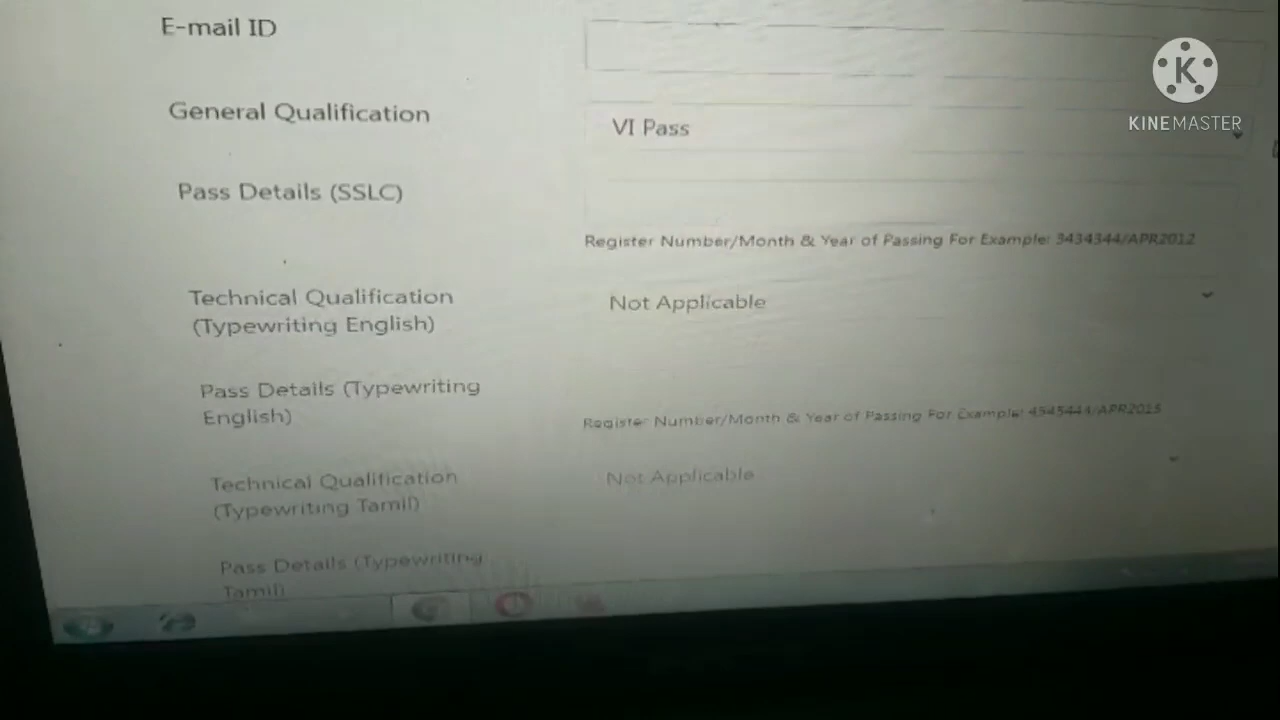 E-mail ID
KINEMASTER
General Qualification
VI Pass
Pass Details (SSLC)
Register Number/Month & Year of Passing For Example: 3434344/APR2012
Technical Qualification
(Typewriting English)
Not Applicable
Pass Details (Typewriting
English)
Register Number/Month & Year of Passing For Example: 4545444/APR2015
Technical Qualification
(Typewriting Tamil)
Not Applicable
Pass Details (Typewriting
Tamil)